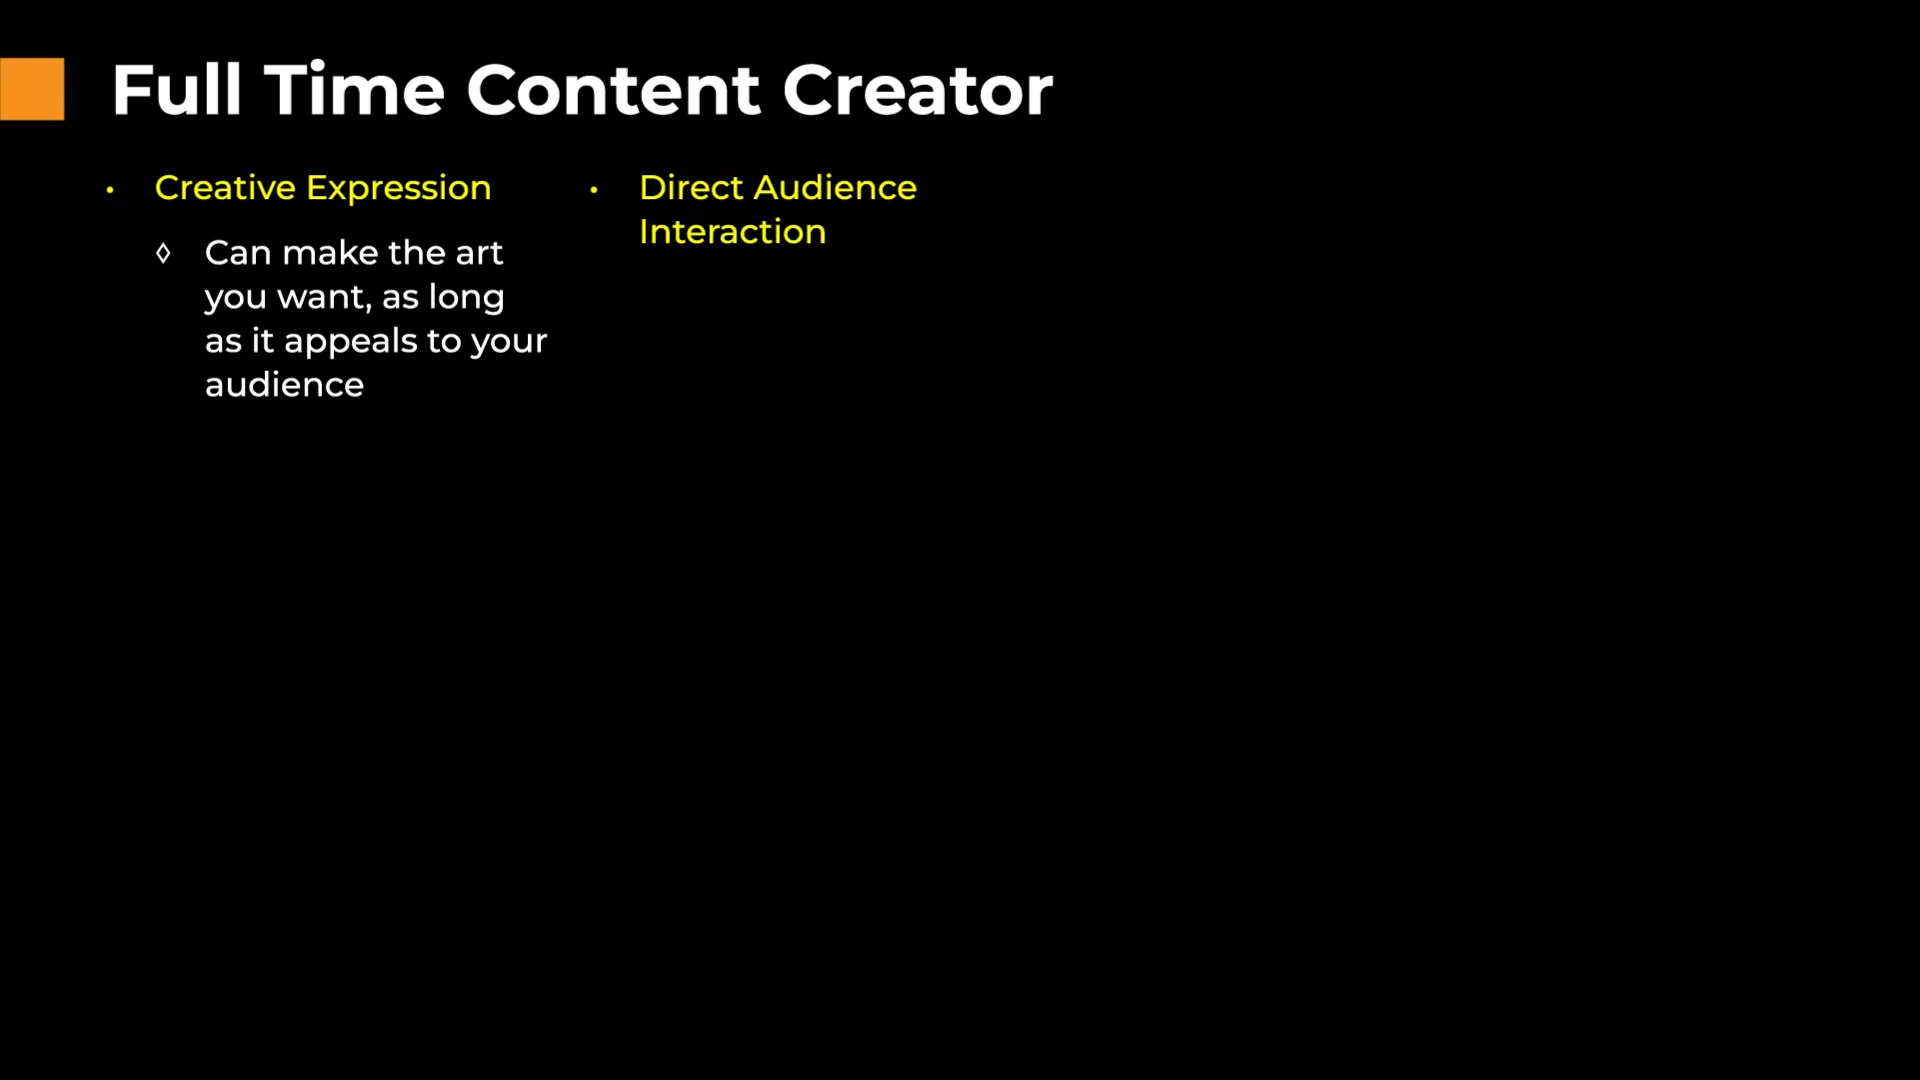 Full Time Content Creator
• Creative Expression
◊ Can make the art
you want, as long
as it appeals to your
audience
• Direct Audience
Interaction